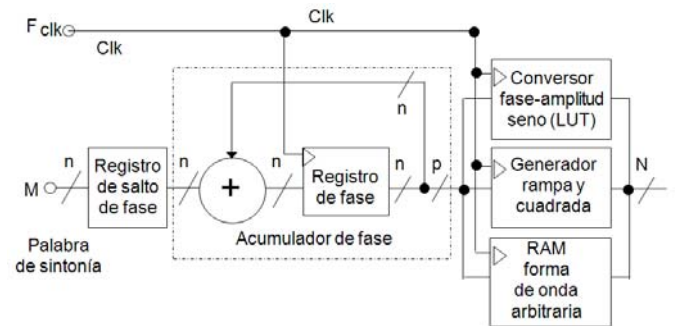 F clk
Clk
Clk
n
M
Palabra
de sintonía
Registro
de salto
de fase
n
+
n
Registro
de fase
n
n
p
Acumulador de fase
Conversor
fase-amplitud
seno (LUT)
Generador
rampa y
cuadrada
RAM
forma
de onda
arbitraria
N